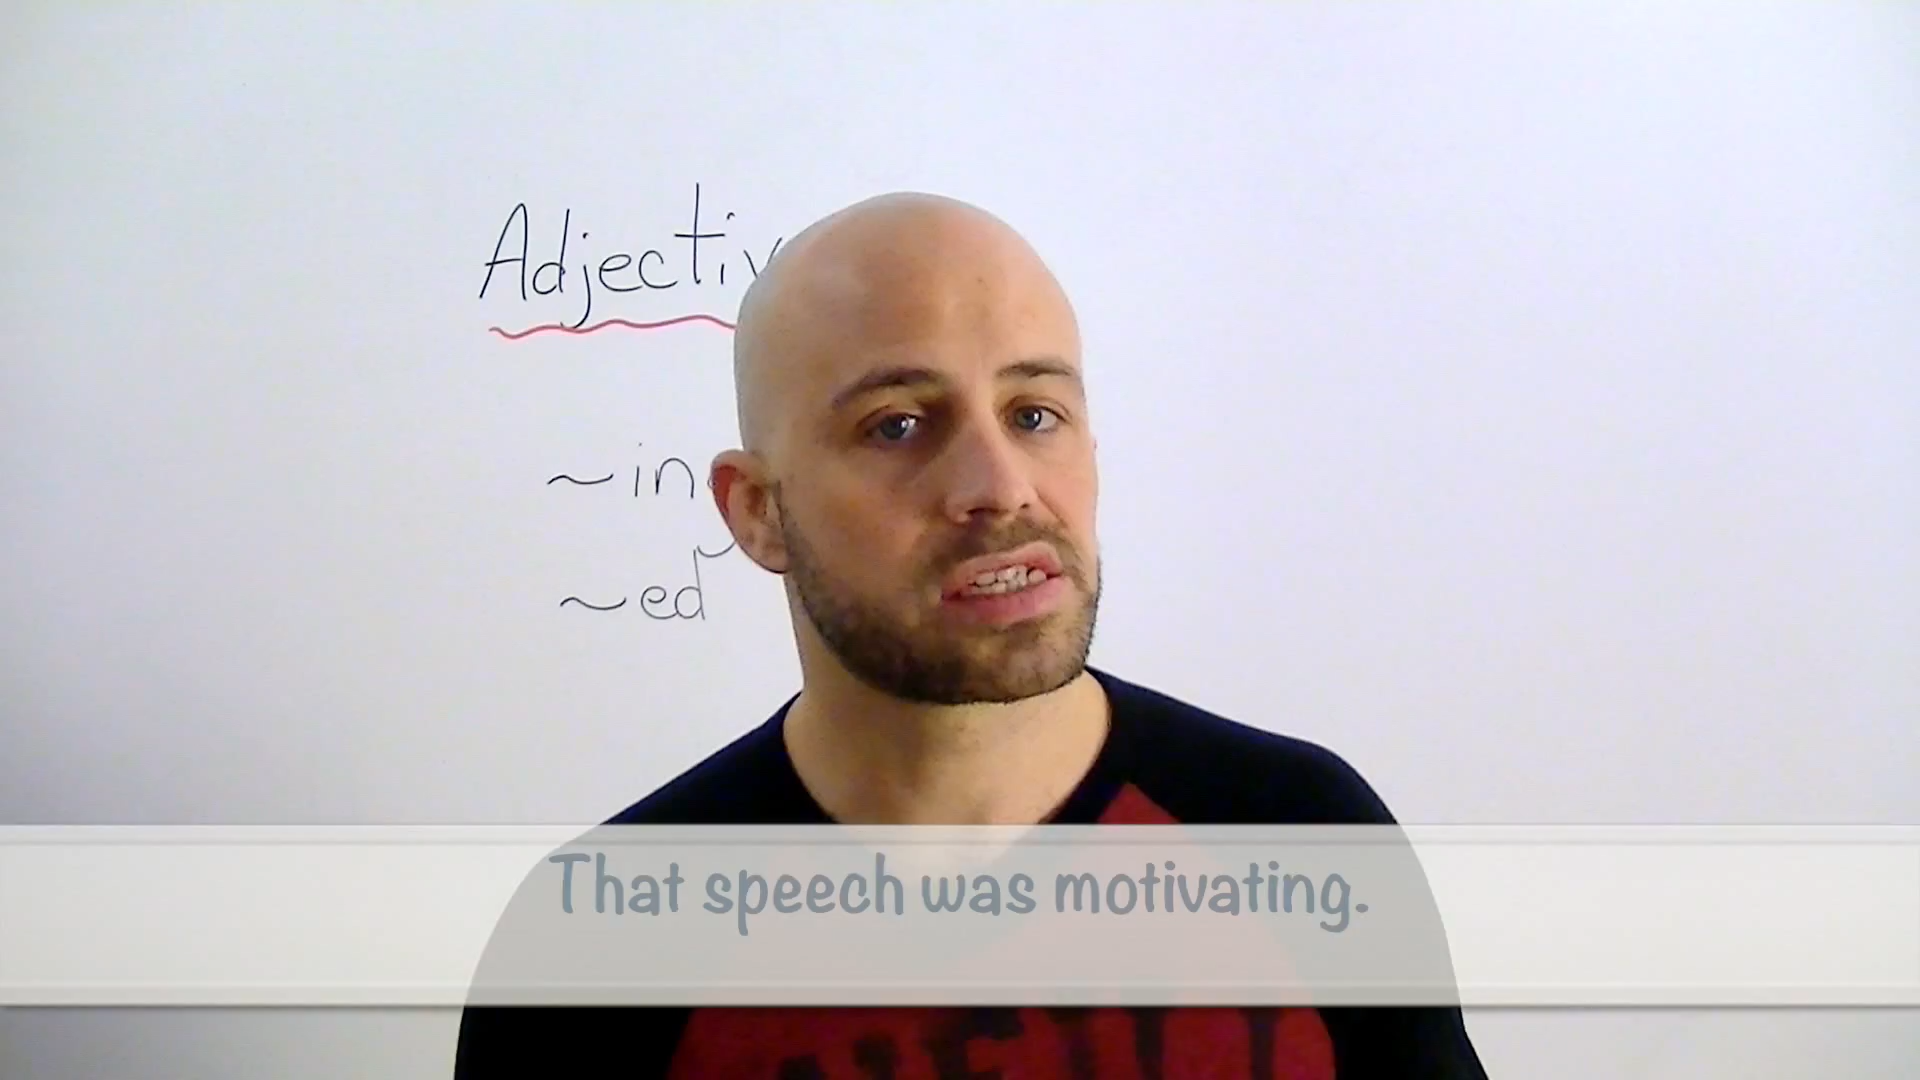 Adjectiv
~in
~ed
That speech was motivating.